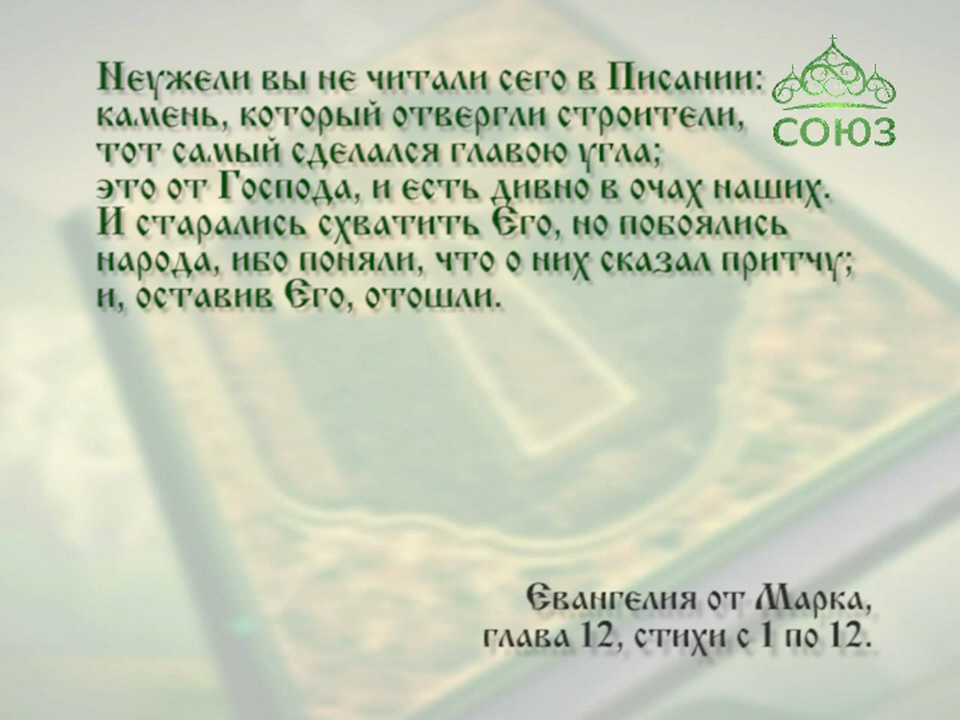 Неужели вы не читали сего в Писании:
камень, который отвергли строители,
тот самый сделался главою угла;
это от Господа, и есть дивно в очах наших.
И старались схватить Его, но побоялись
народа, ибо поняли, что о них сказал притчу;
и, оставив Его, отошли.
СОЮЗ
Евангелия от Марка,
глава 12, стихи с 1 по 12.